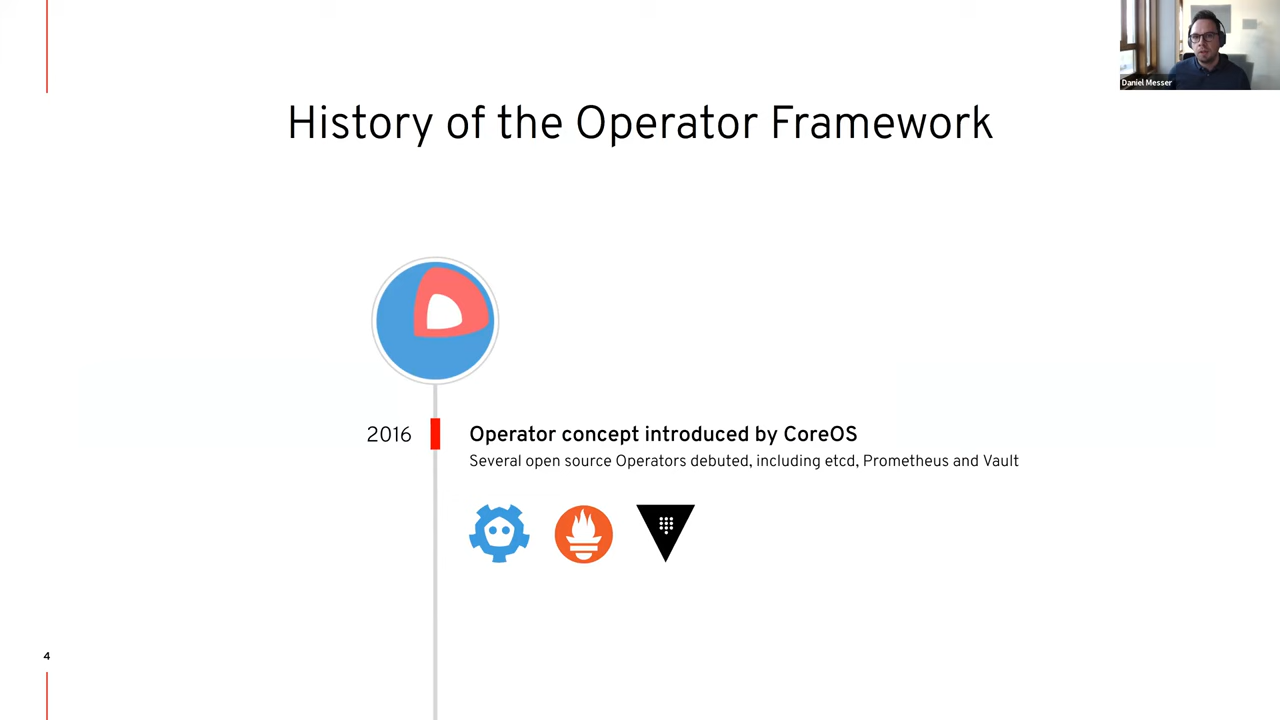 Daniel Messer
History of the Operator Framework
2016
Operator concept introduced by CoreOS
Several open source Operators debuted, including etcd, Prometheus and Vault
4